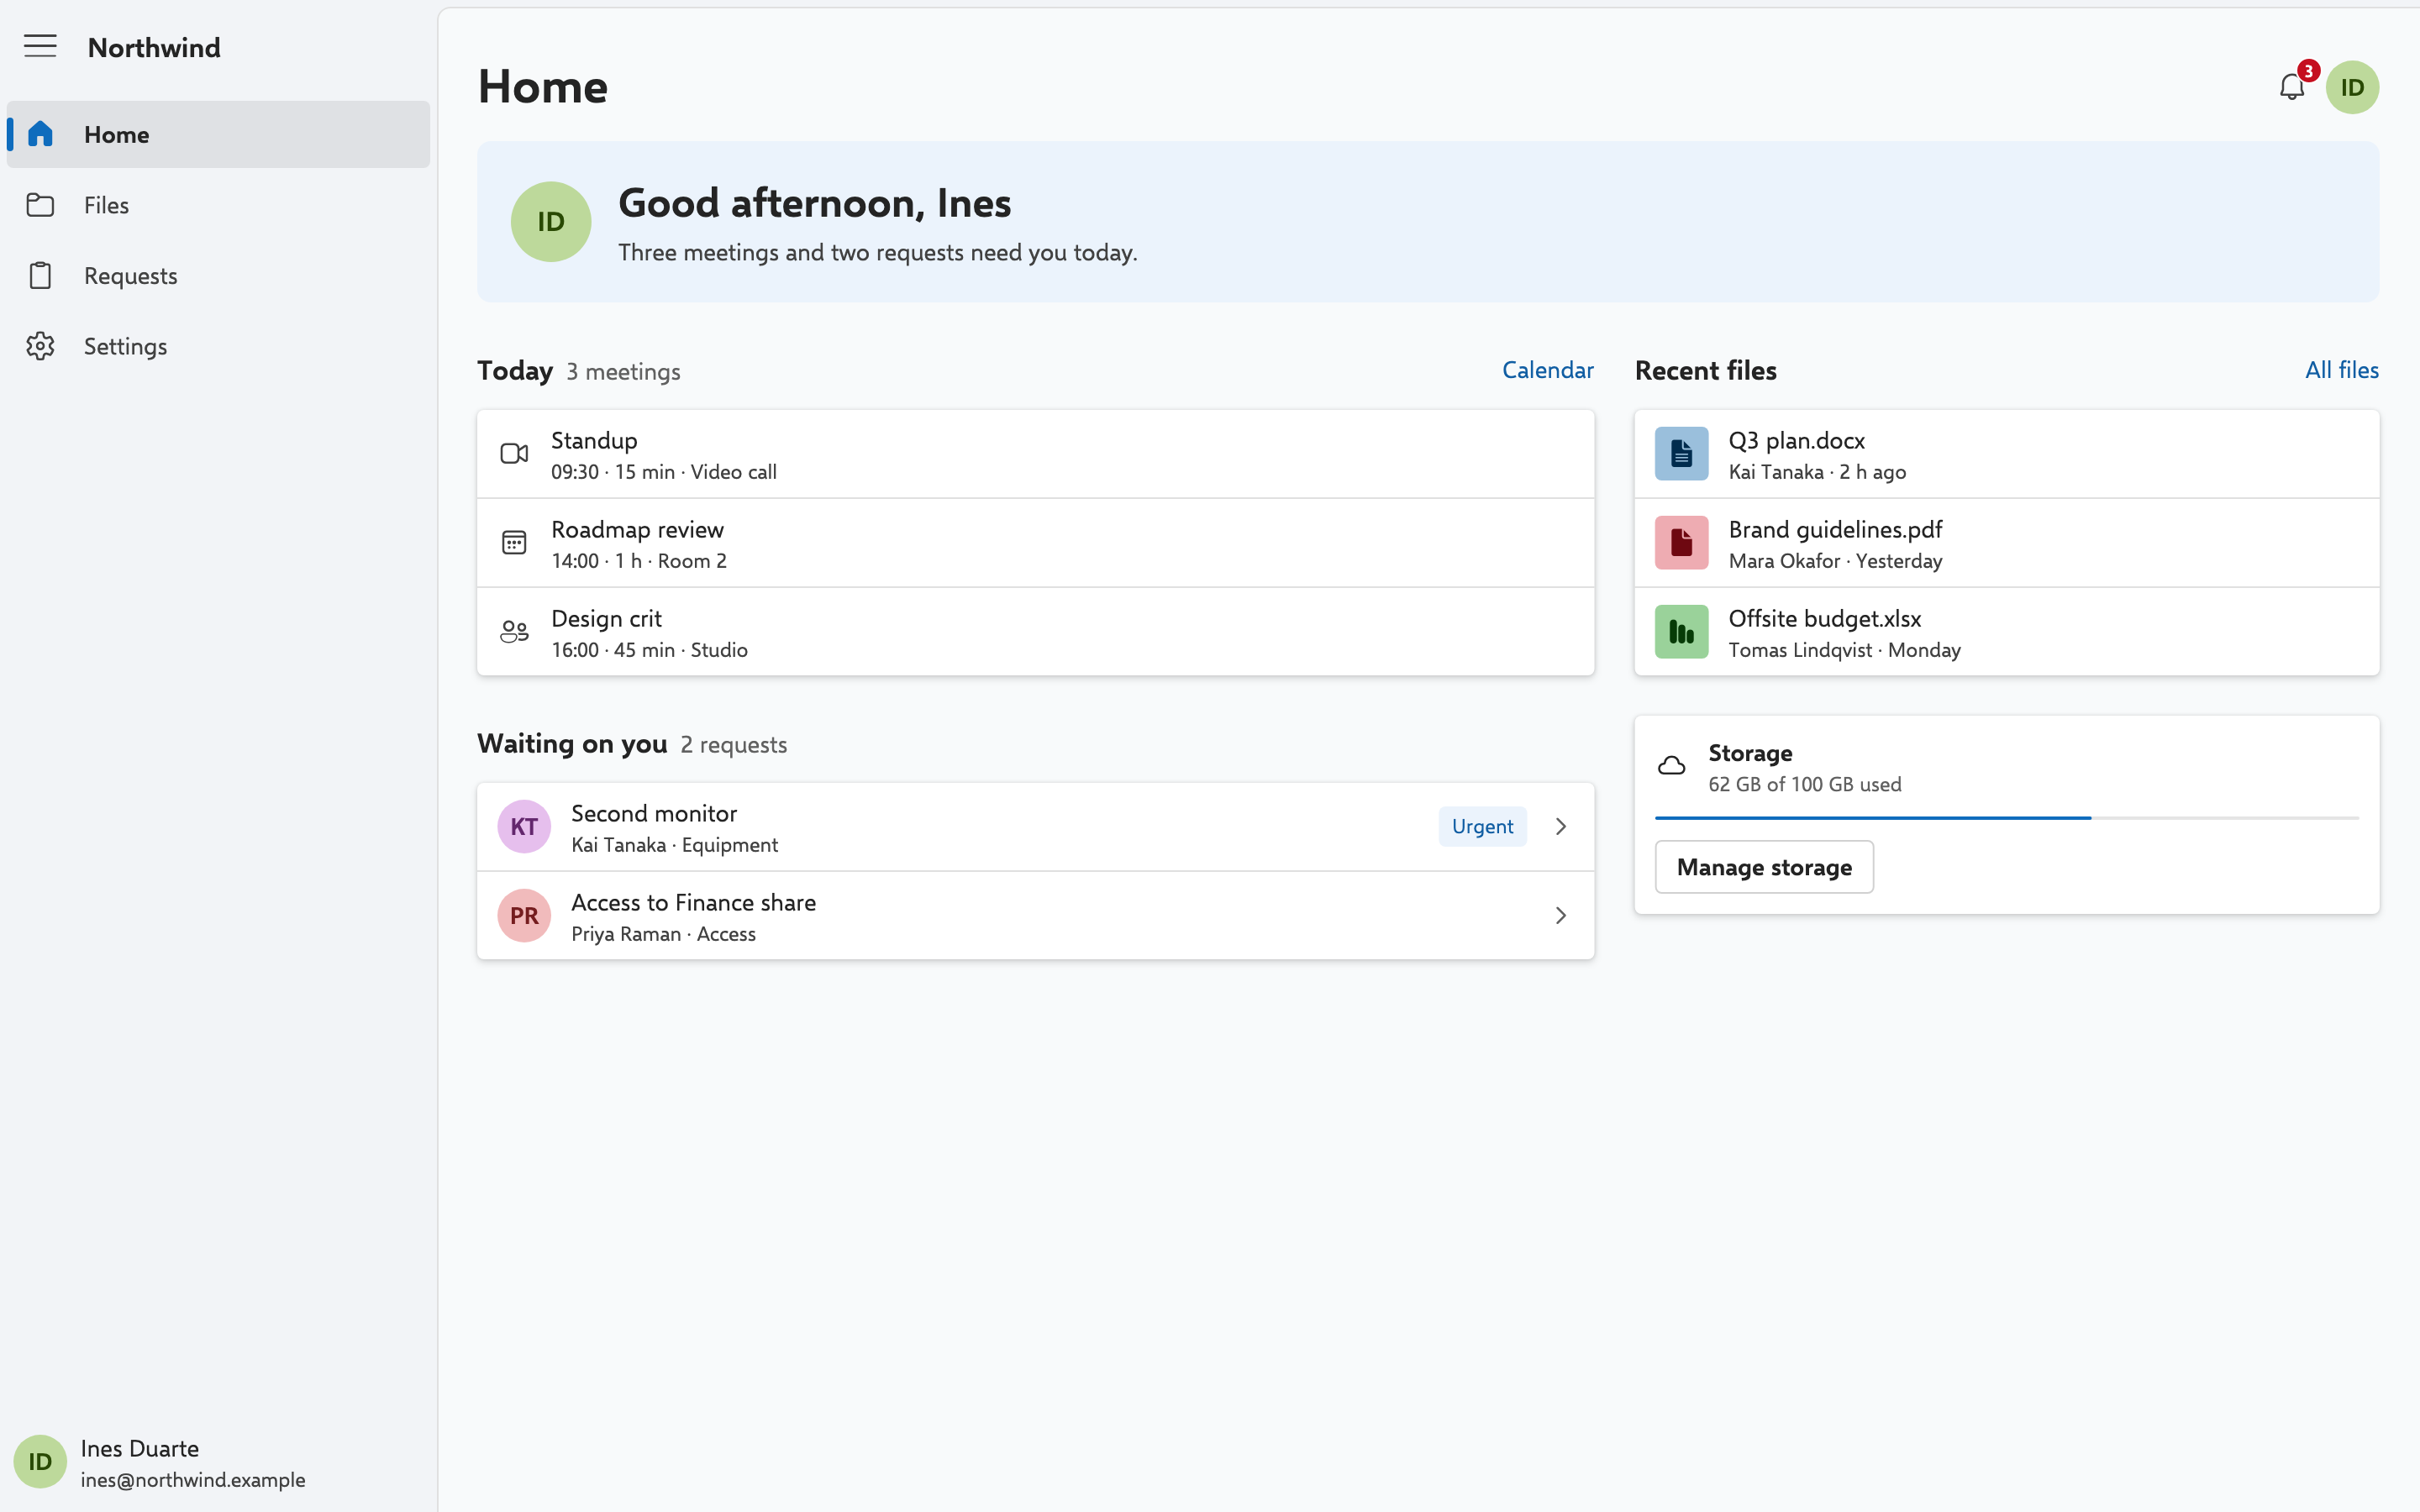 Northwind
Home
Files
Requests
Settings
Home
3
ID
ID
Good afternoon, Ines
Three meetings and two requests need you today.
Today 3 meetings
Calendar
Standup
09:30 · 15 min · Video call
Roadmap review
14:00 · 1 h · Room 2
Design crit
16:00 · 45 min · Studio
Waiting on you 2 requests
KT
Second monitor
Kai Tanaka · Equipment
Urgent
PR
Access to Finance share
Priya Raman · Access
Recent files
All files
Q3 plan.docx
Kai Tanaka · 2 h ago
Brand guidelines.pdf
Mara Okafor · Yesterday
Offsite budget.xlsx
Tomas Lindqvist · Monday
Storage
62 GB of 100 GB used
Manage storage
ID
Ines Duarte
ines@northwind.example